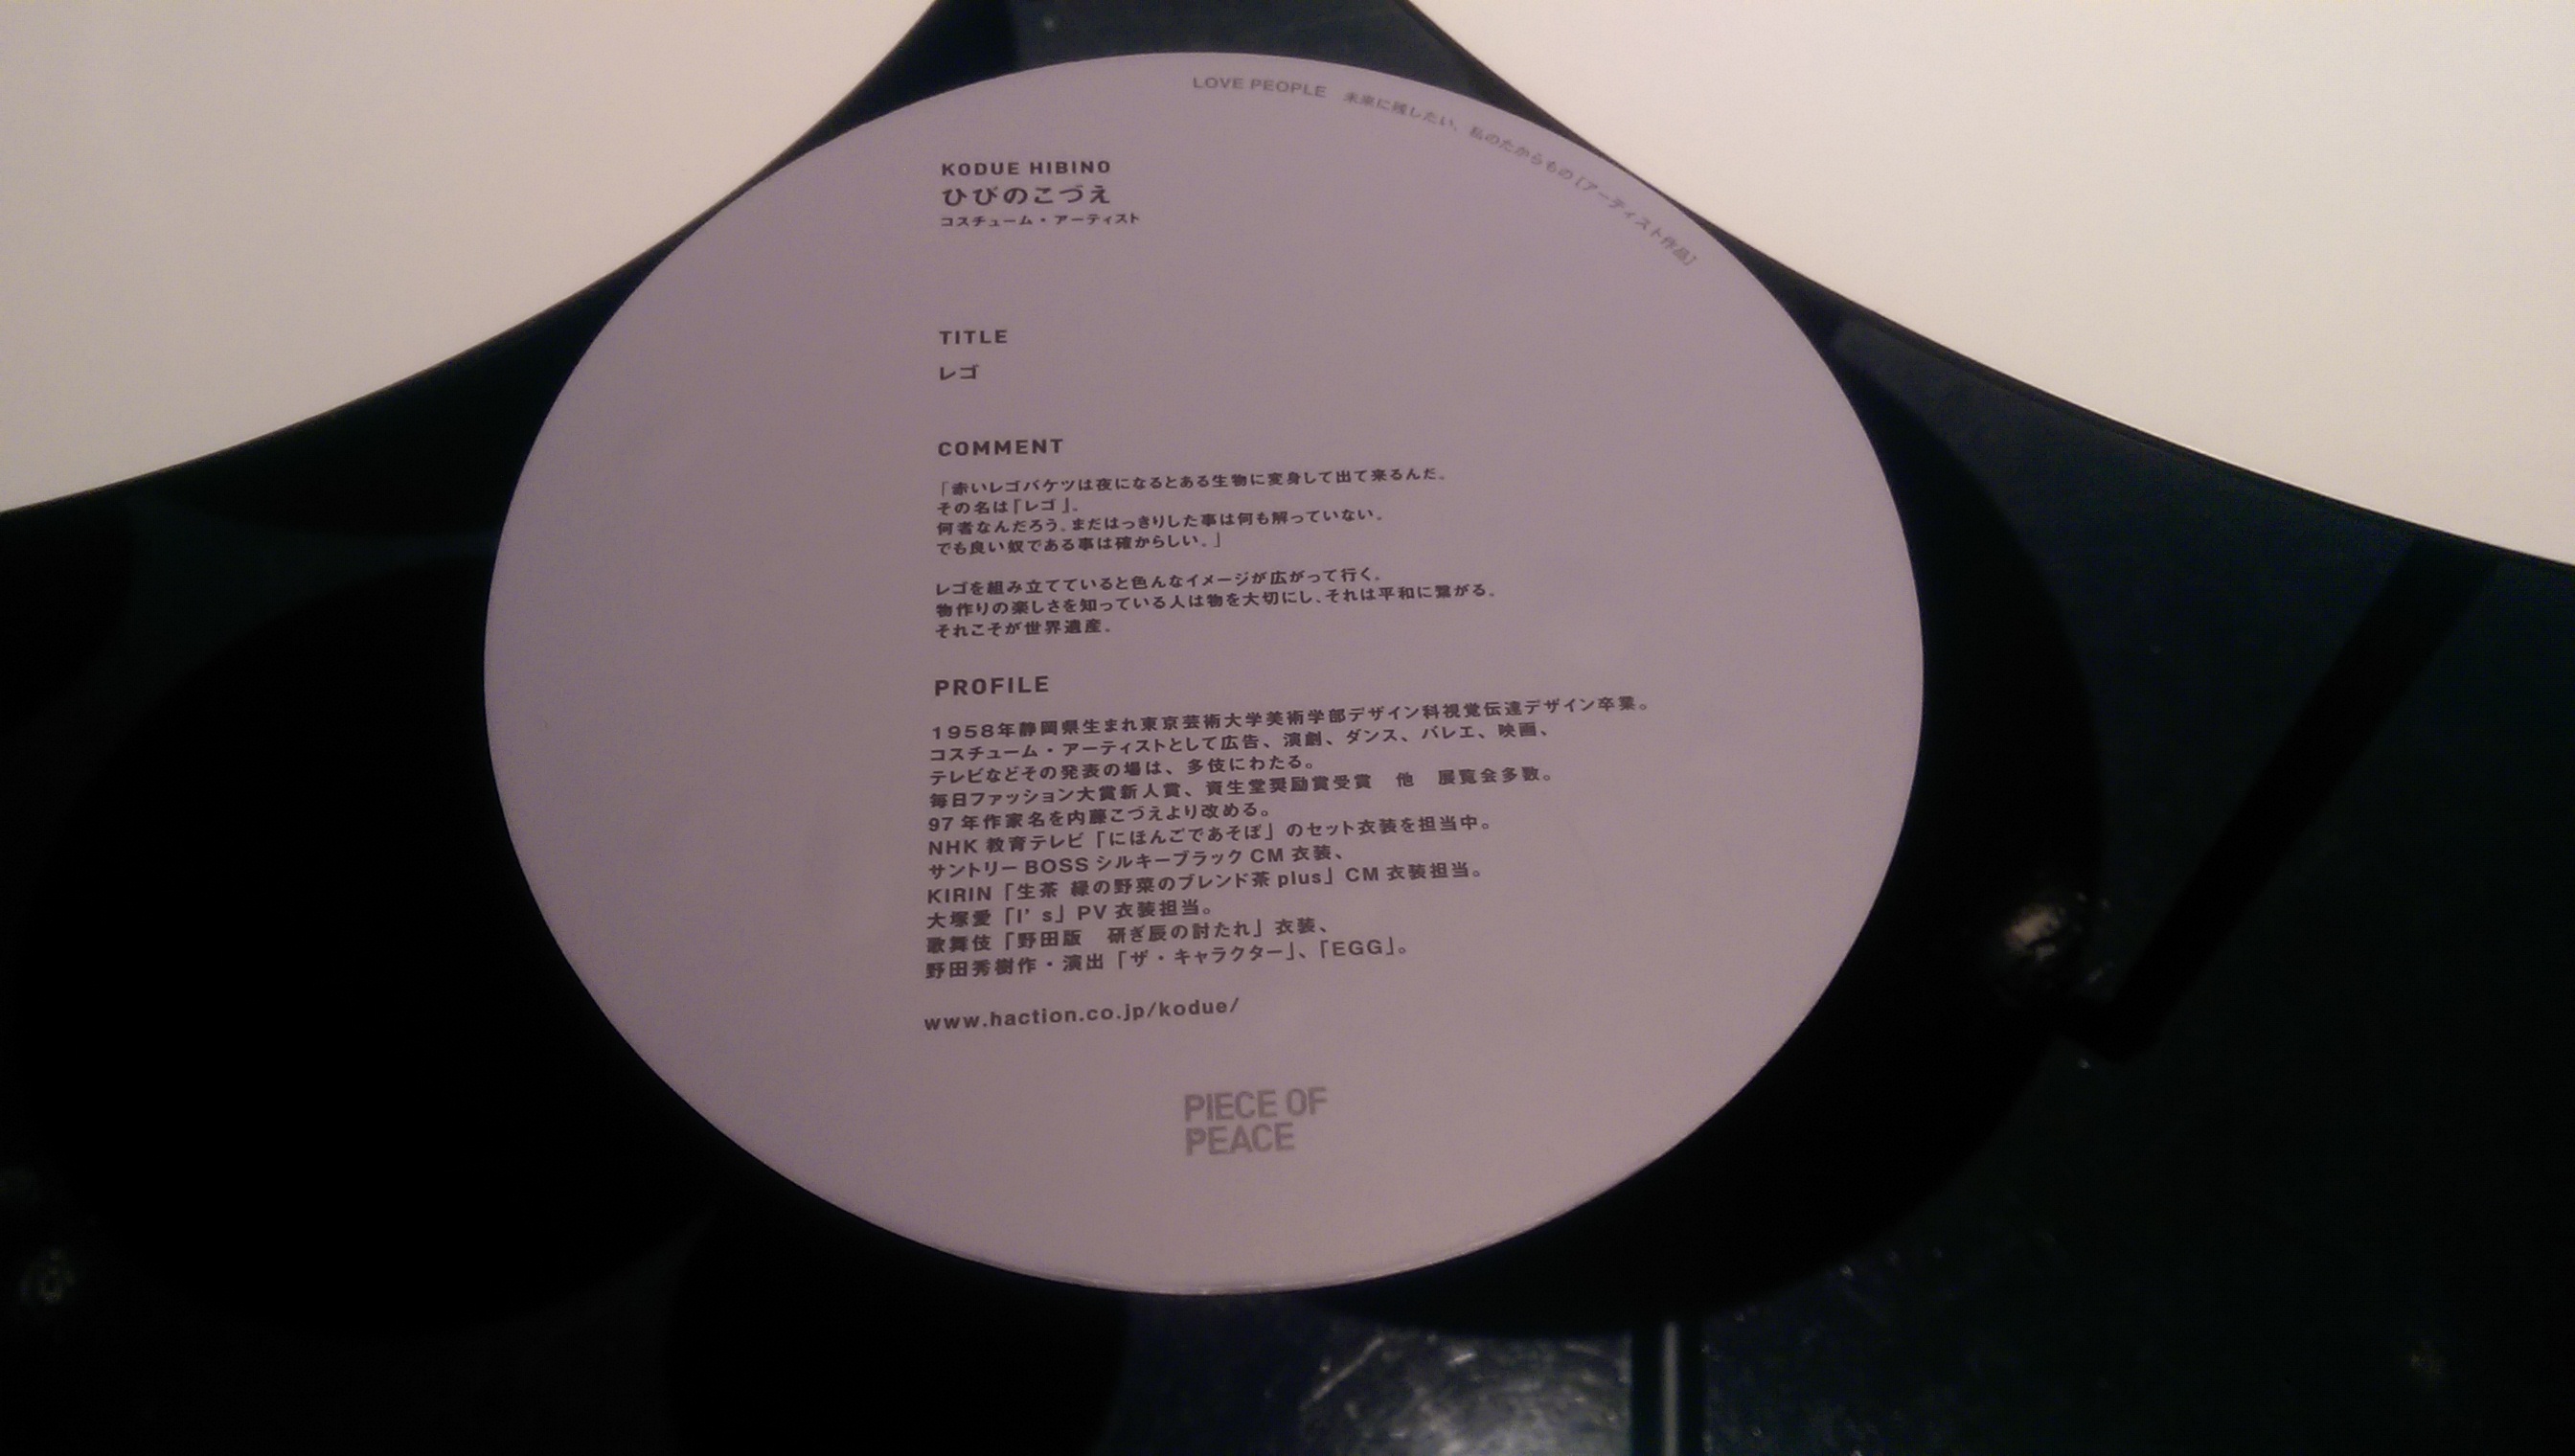 LOVE PEOPLE 未来に残したい、私のたからもの［アーティスト作品］
KODUE HIBINO
ひびのこづえ
コスチューム・アーティスト
TITLE
レゴ
COMMENT
「赤いレゴバケツは夜になるとある生物に変身して出て来るんだ。
その名は『レゴ』。
何者なんだろう。まだはっきりした事は何も解っていない。
でも良い奴である事は確からしい。」
レゴを組み立てていると色んなイメージが広がって行く。
物作りの楽しさを知っている人は物を大切にし、それは平和に繋がる。
それこそが世界遺産。
PROFILE
1958年静岡県生まれ東京芸術大学美術学部デザイン科視覚伝達デザイン卒業。
コスチューム・アーティストとして広告、演劇、ダンス、バレエ、映画、
テレビなどその発表の場は、多伎にわたる。
毎日ファッション大賞新人賞、資生堂奨励賞受賞　他　展覧会多数。
97年作家名を内藤こづえより改める。
NHK 教育テレビ「にほんごであそぼ」のセット衣装を担当中。
サントリー BOSS シルキーブラック CM 衣装、
KIRIN「生茶 緑の野菜のブレンド茶 plus」CM 衣装担当。
大塚愛「I’s」PV 衣装担当。
歌舞伎「野田版　研ぎ辰の討たれ」衣装、
野田秀樹作・演出「ザ・キャラクター」、「EGG」。
www.haction.co.jp/kodue/
PIECE OF
PEACE